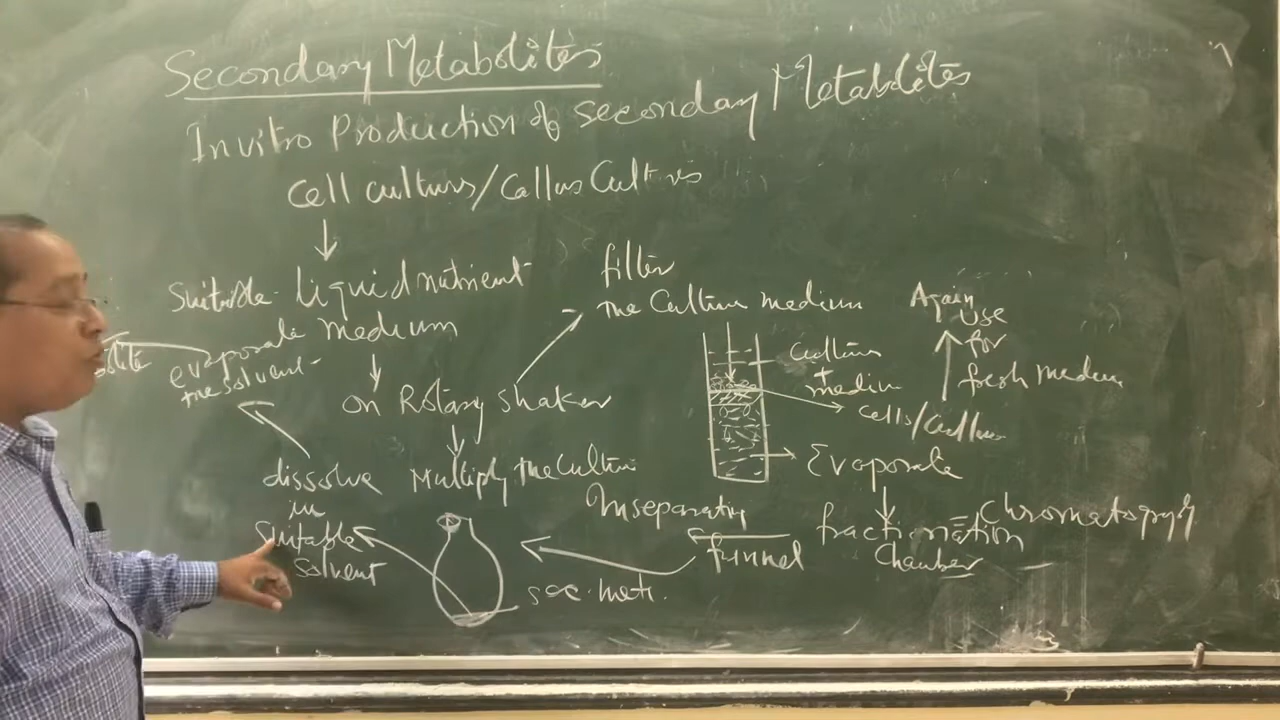 Secondary Metabolites
Invitro Production of Secondary Metabolites
Cell cultures/Callus Cultures
Suitable Liquid nutrient
medium
on Rotary shaker
Multiply the Culture
filter
the Culture medium
Culture
+
medium
cells/Cultures
Again
use
for
fresh medium
Evaporate
fractionation
Chamber
= Chromatography
In separating
funnel
sec. meta.
dissolve
in
Suitable
solvent
evaporate
the solvent